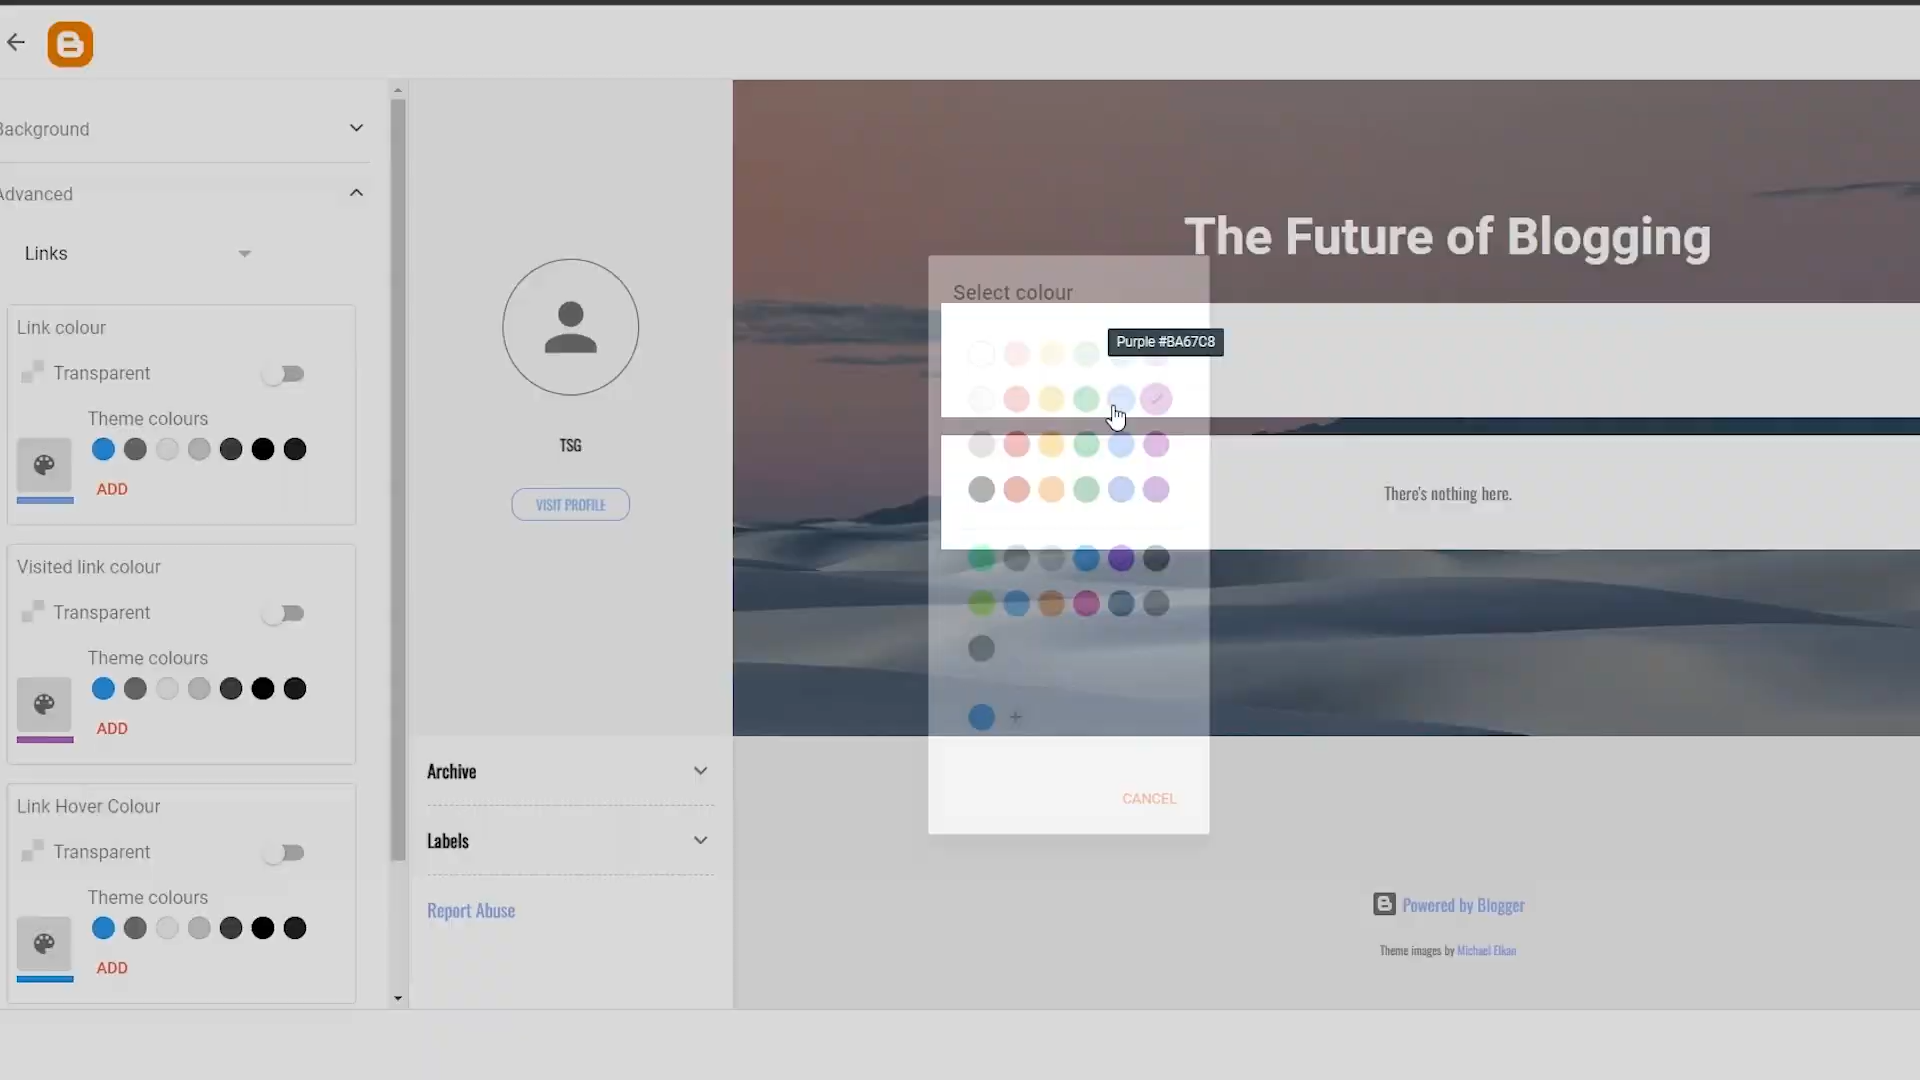 Background
Advanced
Links
Link colour
Transparent
Theme colours
ADD
Visited link colour
Transparent
Theme colours
ADD
Link Hover Colour
Transparent
Theme colours
ADD
TSG
VISIT PROFILE
Archive
Labels
Report Abuse
The Future of Blogging
Select colour
Purple #BA67C8
CANCEL
There's nothing here.
Powered by Blogger
Theme images by Michael Elkan